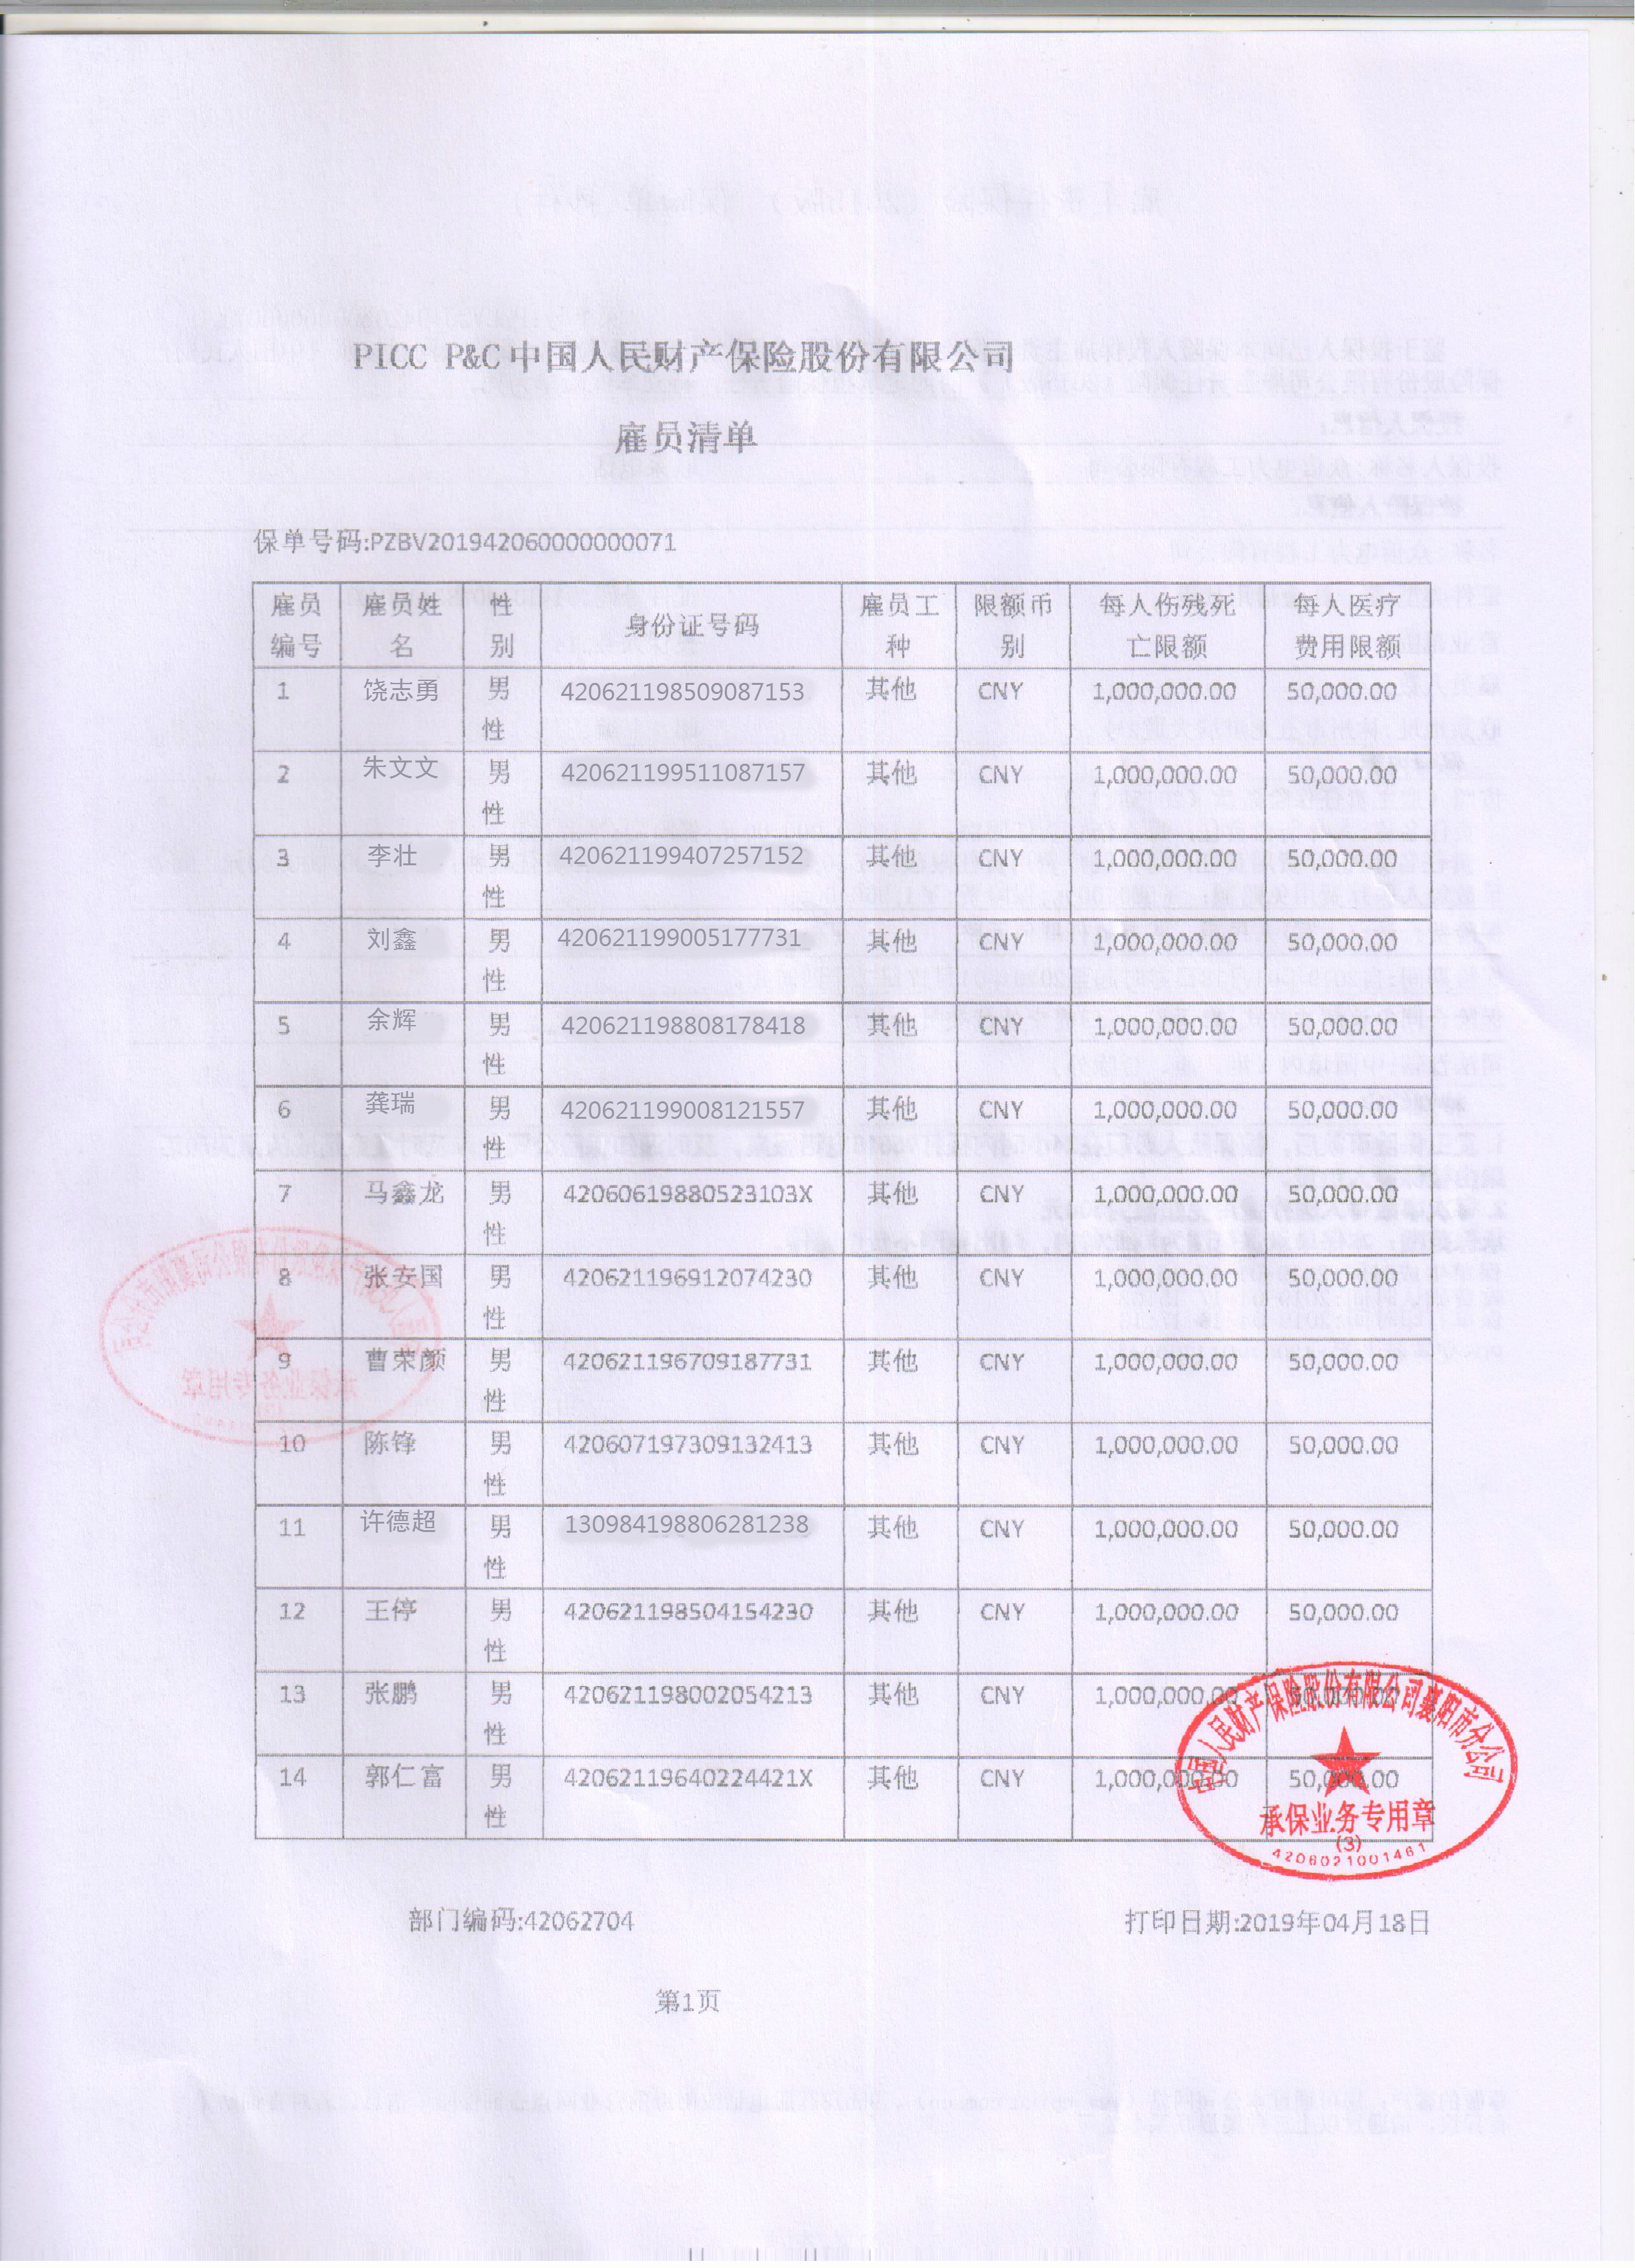 PICC P&C 中国人民财产保险股份有限公司
雇员清单
保单号码:PZBV201942060000000071
雇员编号 雇员姓名 性别 身份证号码 雇员工种 限额币别 每人伤残死亡限额 每人医疗费用限额
1 饶志勇 男性 420621198509087153 其他 CNY 1,000,000.00 50,000.00
2 朱文文 男性 420621199511087157 其他 CNY 1,000,000.00 50,000.00
3 李壮 男性 420621199407257152 其他 CNY 1,000,000.00 50,000.00
4 刘鑫 男性 420621199005177731 其他 CNY 1,000,000.00 50,000.00
5 余辉 男性 420621198808178418 其他 CNY 1,000,000.00 50,000.00
6 龚瑞 男性 420621199008121557 其他 CNY 1,000,000.00 50,000.00
7 马鑫龙 男性 42060619880523103X 其他 CNY 1,000,000.00 50,000.00
8 张安国 男性 420621196912074230 其他 CNY 1,000,000.00 50,000.00
9 曹荣颜 男性 420621196709187731 其他 CNY 1,000,000.00 50,000.00
10 陈锋 男性 420607197309132413 其他 CNY 1,000,000.00 50,000.00
11 许德超 男性 130984198806281238 其他 CNY 1,000,000.00 50,000.00
12 王停 男性 420621198504154230 其他 CNY 1,000,000.00 50,000.00
13 张鹏 男性 420621198002054213 其他 CNY 1,000,000.00 50,000.00
14 郭仁富 男性 42062119640224421X 其他 CNY 1,000,000.00 50,000.00
中国人民财产保险股份有限公司襄阳市分公司
承保业务专用章
(3)
4206021001461
部门编码:42062704 打印日期:2019年04月18日
第1页